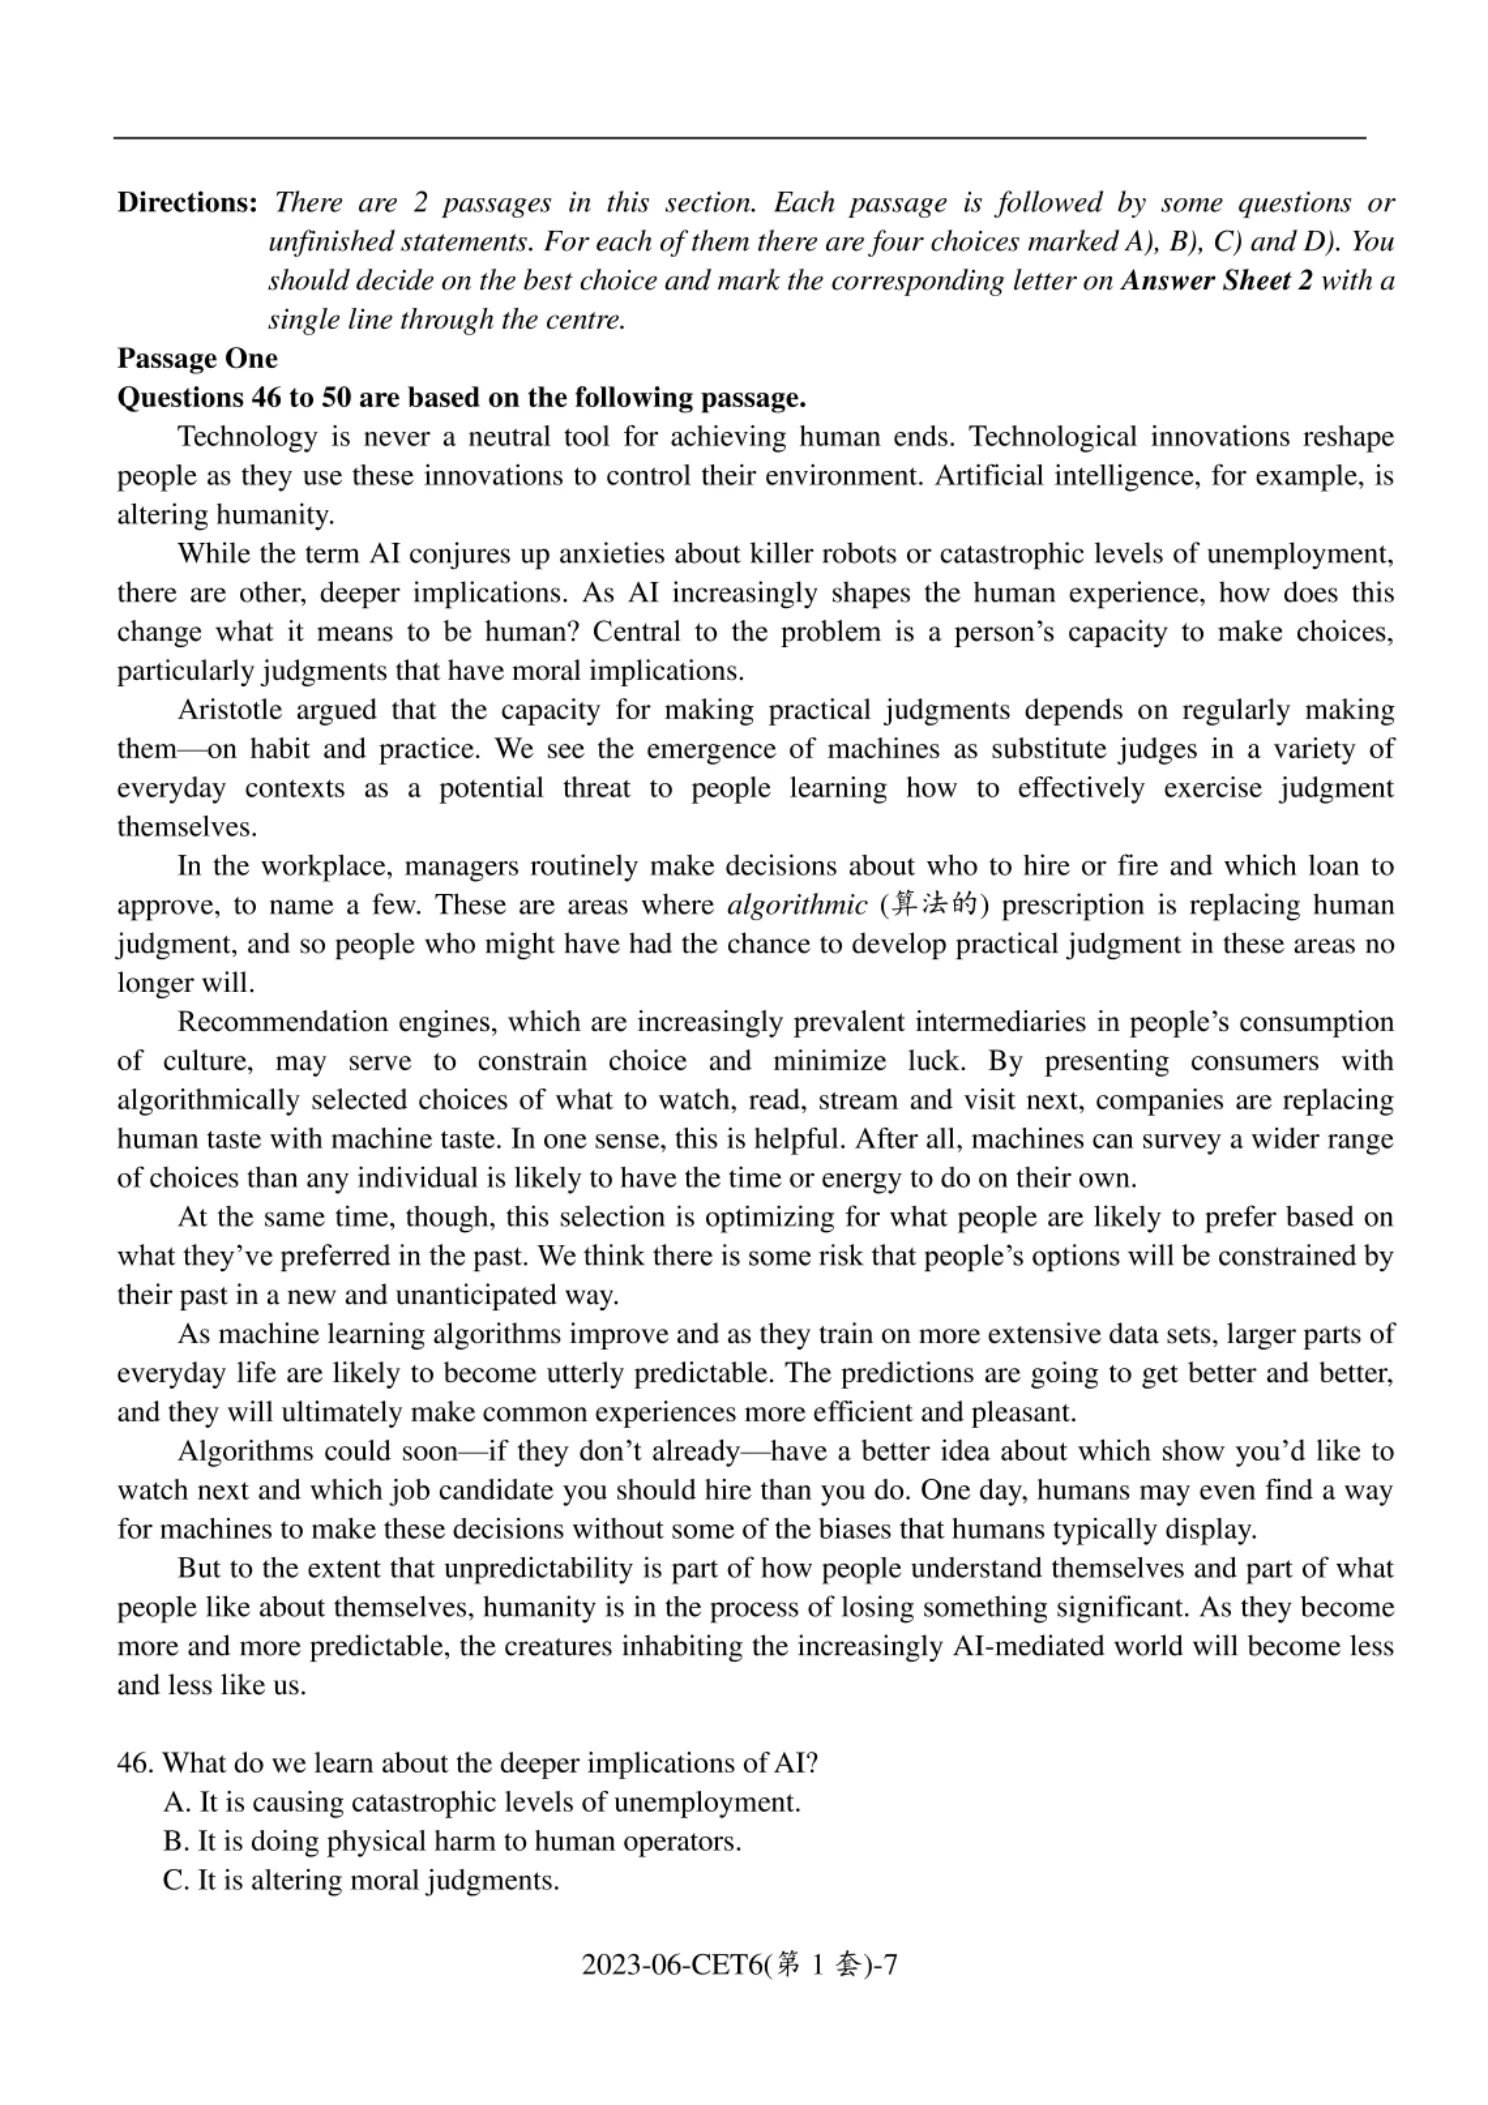 Directions: There are 2 passages in this section. Each passage is followed by some questions or
unfinished statements. For each of them there are four choices marked A), B), C) and D). You
should decide on the best choice and mark the corresponding letter on Answer Sheet 2 with a
single line through the centre.
Passage One
Questions 46 to 50 are based on the following passage.
Technology is never a neutral tool for achieving human ends. Technological innovations reshape
people as they use these innovations to control their environment. Artificial intelligence, for example, is
altering humanity.
While the term AI conjures up anxieties about killer robots or catastrophic levels of unemployment,
there are other, deeper implications. As AI increasingly shapes the human experience, how does this
change what it means to be human? Central to the problem is a person’s capacity to make choices,
particularly judgments that have moral implications.
Aristotle argued that the capacity for making practical judgments depends on regularly making
them—on habit and practice. We see the emergence of machines as substitute judges in a variety of
everyday contexts as a potential threat to people learning how to effectively exercise judgment
themselves.
In the workplace, managers routinely make decisions about who to hire or fire and which loan to
approve, to name a few. These are areas where algorithmic (算法的) prescription is replacing human
judgment, and so people who might have had the chance to develop practical judgment in these areas no
longer will.
Recommendation engines, which are increasingly prevalent intermediaries in people’s consumption
of culture, may serve to constrain choice and minimize luck. By presenting consumers with
algorithmically selected choices of what to watch, read, stream and visit next, companies are replacing
human taste with machine taste. In one sense, this is helpful. After all, machines can survey a wider range
of choices than any individual is likely to have the time or energy to do on their own.
At the same time, though, this selection is optimizing for what people are likely to prefer based on
what they’ve preferred in the past. We think there is some risk that people’s options will be constrained by
their past in a new and unanticipated way.
As machine learning algorithms improve and as they train on more extensive data sets, larger parts of
everyday life are likely to become utterly predictable. The predictions are going to get better and better,
and they will ultimately make common experiences more efficient and pleasant.
Algorithms could soon—if they don’t already—have a better idea about which show you’d like to
watch next and which job candidate you should hire than you do. One day, humans may even find a way
for machines to make these decisions without some of the biases that humans typically display.
But to the extent that unpredictability is part of how people understand themselves and part of what
people like about themselves, humanity is in the process of losing something significant. As they become
more and more predictable, the creatures inhabiting the increasingly AI-mediated world will become less
and less like us.
46. What do we learn about the deeper implications of AI?
A. It is causing catastrophic levels of unemployment.
B. It is doing physical harm to human operators.
C. It is altering moral judgments.
2023-06-CET6(第 1 套)-7